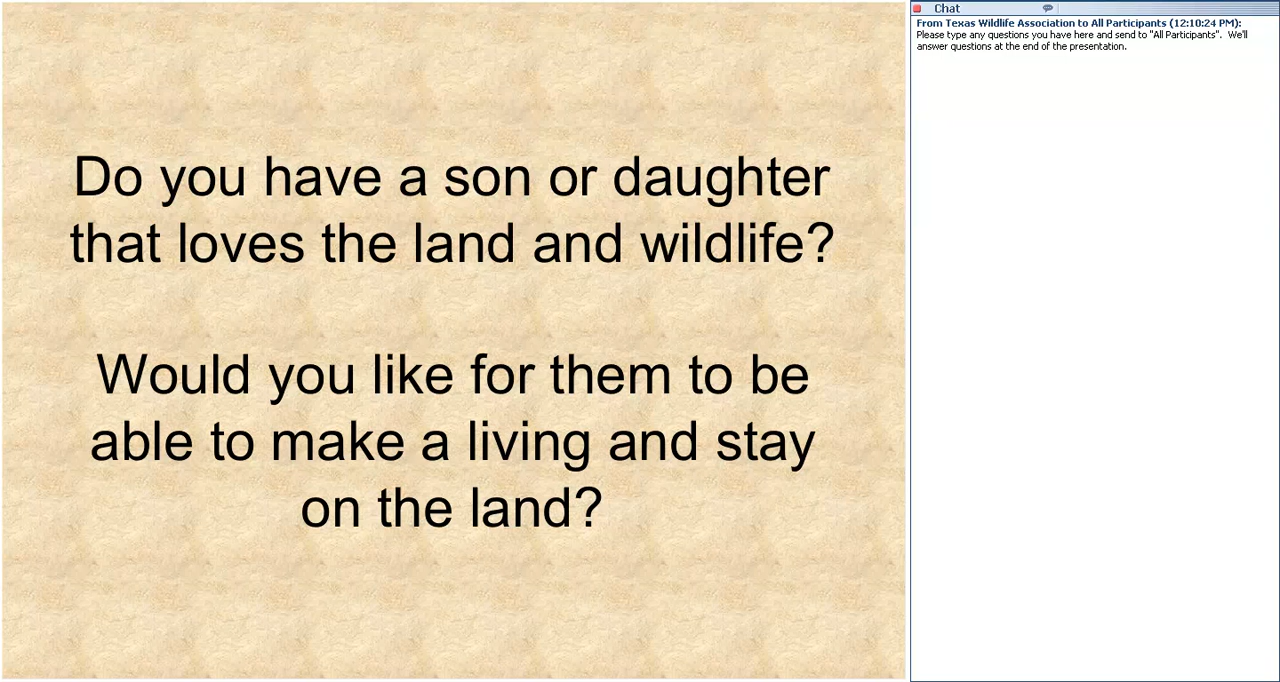 Do you have a son or daughter
that loves the land and wildlife?
Would you like for them to be
able to make a living and stay
on the land?
Chat
From Texas Wildlife Association to All Participants (12:10:24 PM):
Please type any questions you have here and send to "All Participants".  We'll
answer questions at the end of the presentation.